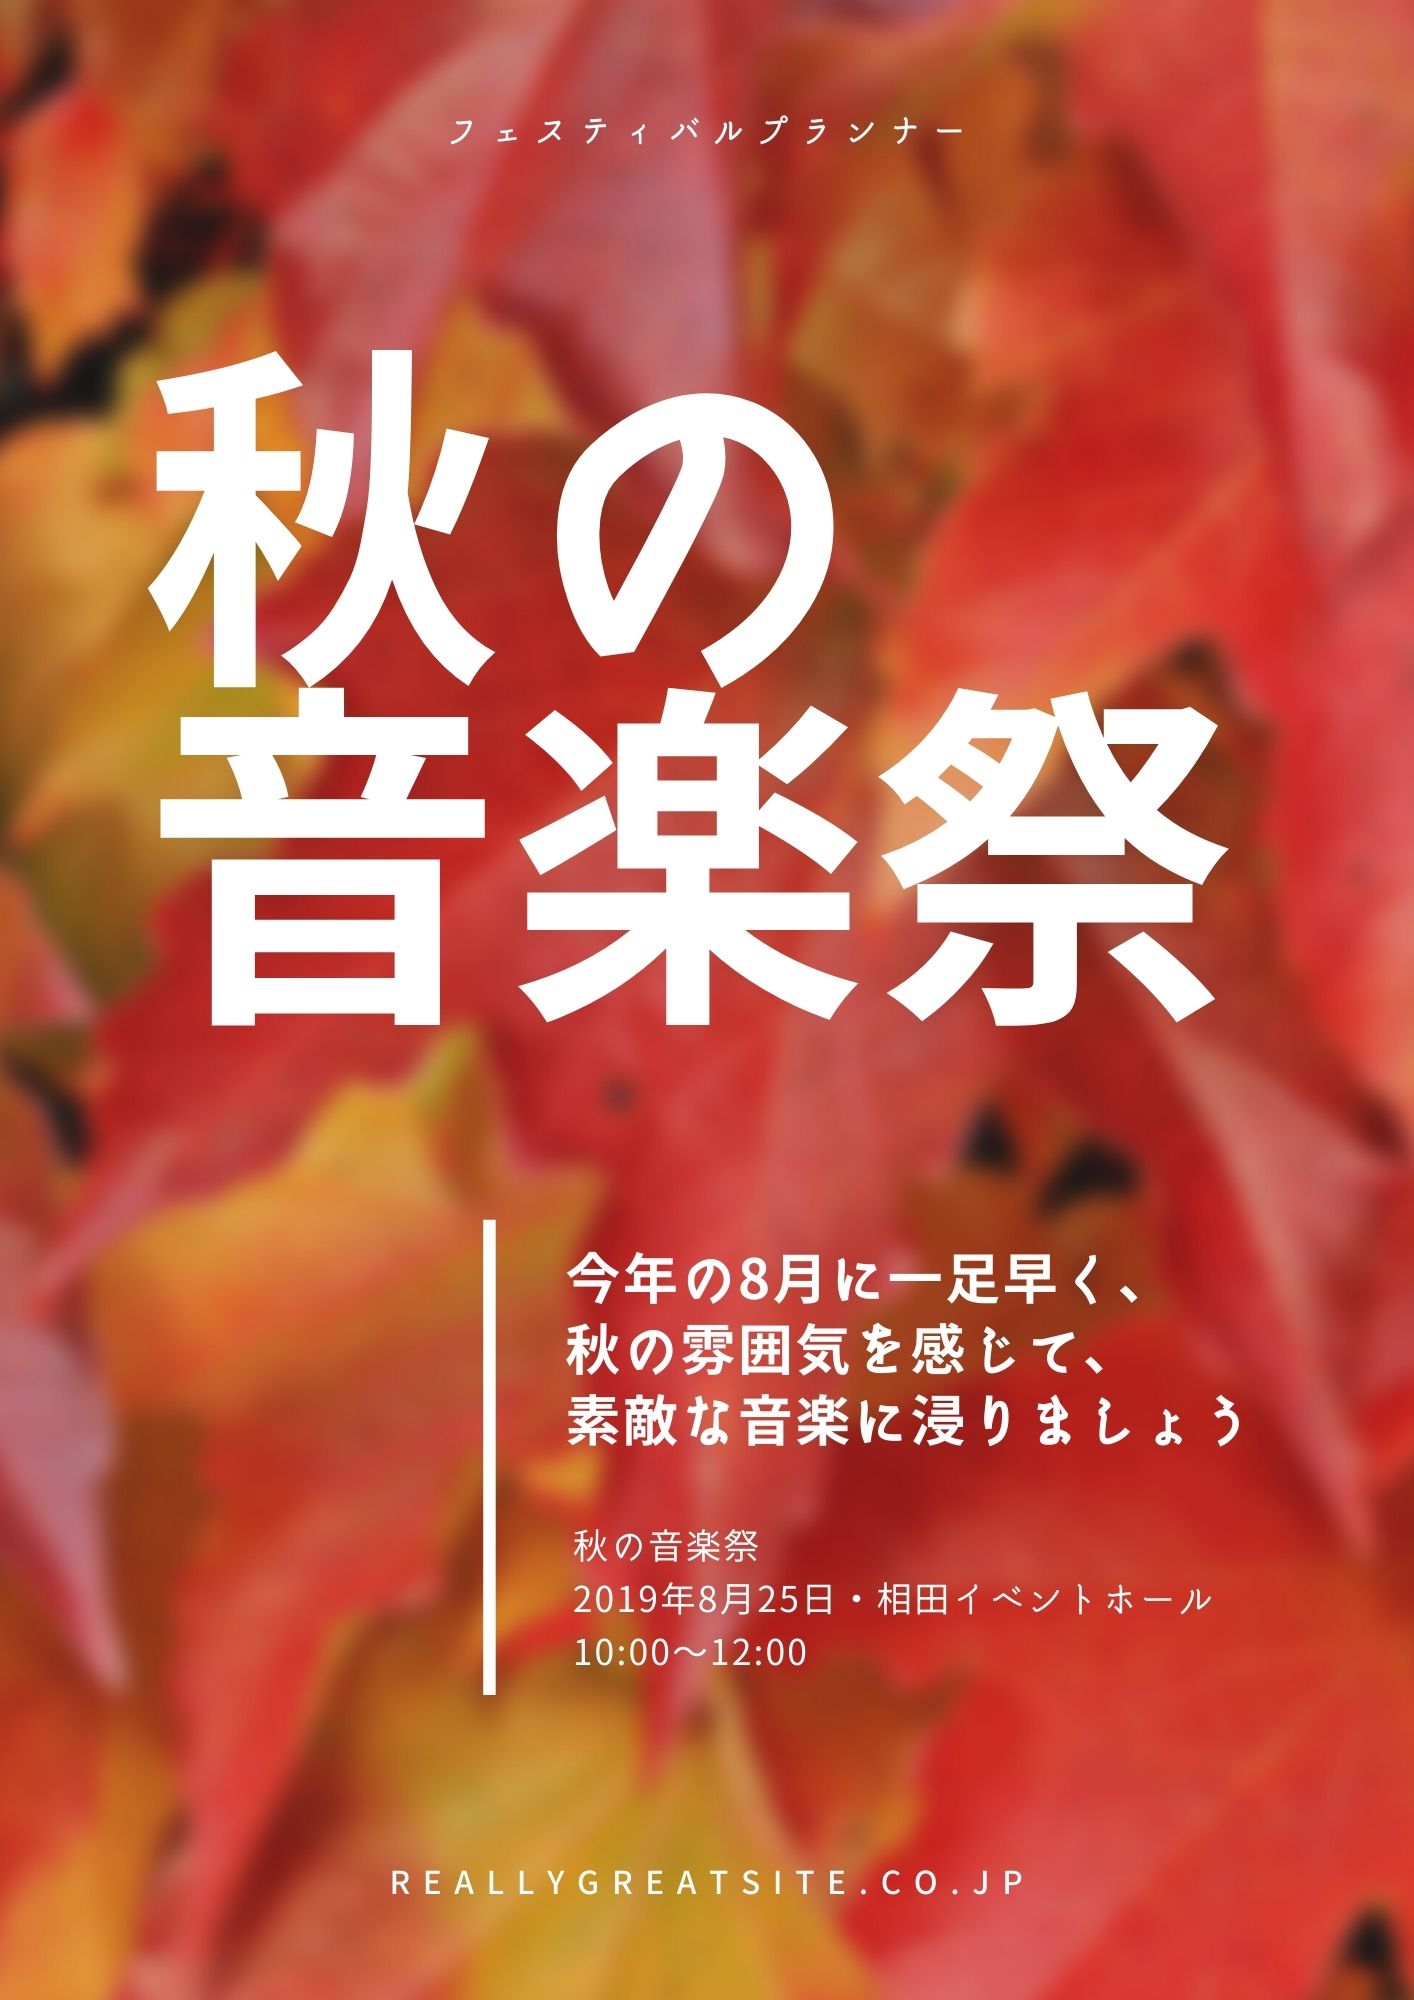 フェスティバルプランナー
秋の
音楽祭
今年の8月に一足早く、
秋の雰囲気を感じて、
素敵な音楽に浸りましょう
秋の音楽祭
2019年8月25日・相田イベントホール
10:00〜12:00
REALLYGREATSITE.CO.JP